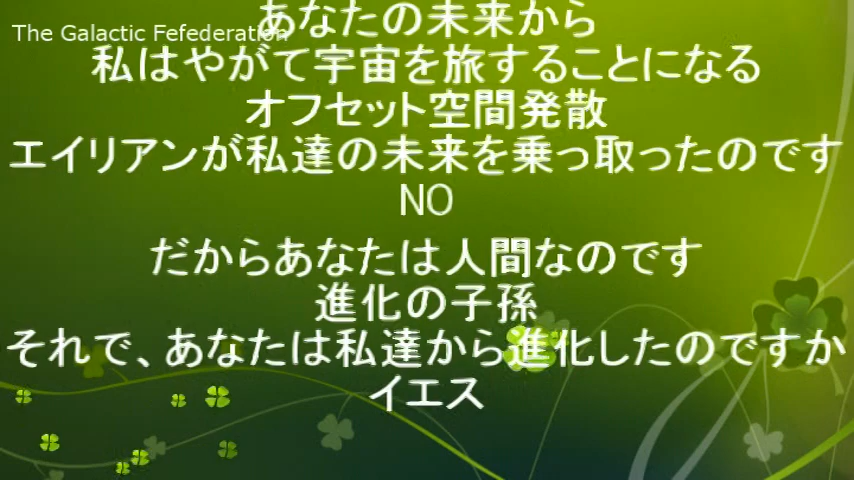 The Galactic Fefederation
あなたの未来から
私はやがて宇宙を旅することになる
オフセット空間発散
エイリアンが私達の未来を乗っ取ったのです
NO
だからあなたは人間なのです
進化の子孫
それで、あなたは私達から進化したのですか
イエス